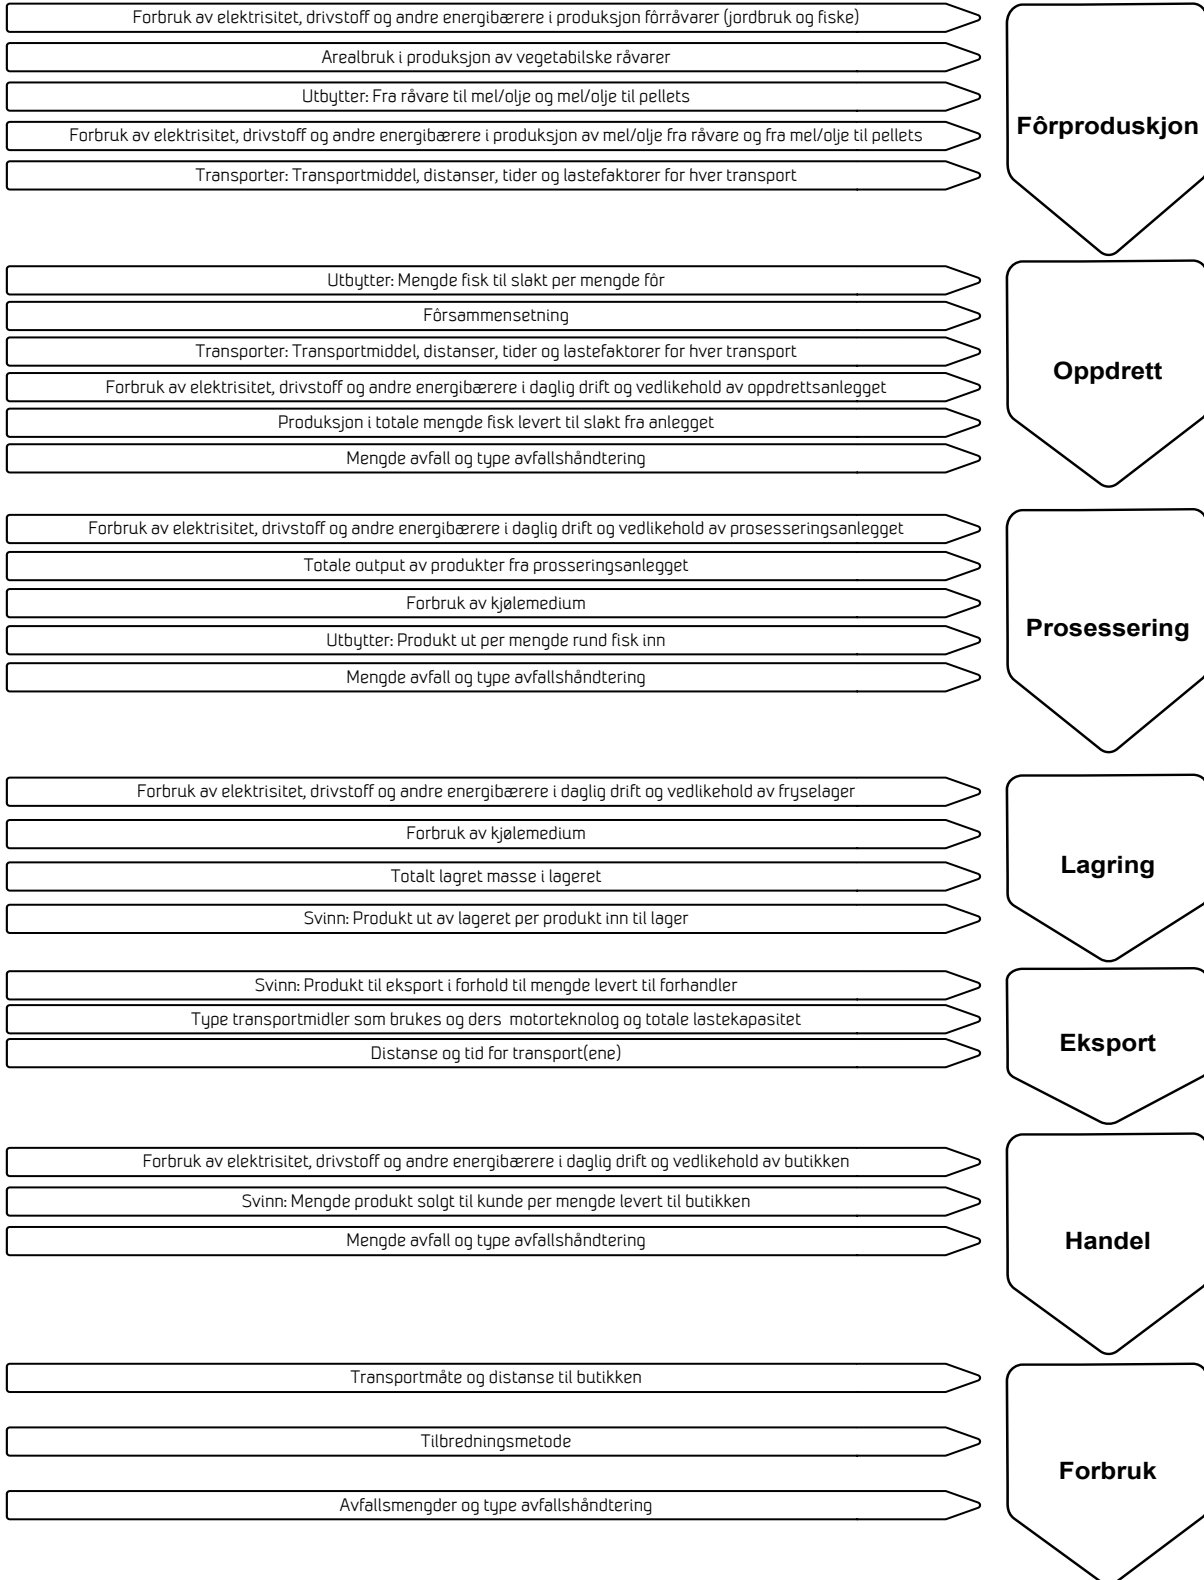 Forbruk av elektrisitet, drivstoff og andre energibærere i produksjon fôrråvarer (jordbruk og fiske)
Arealbruk i produksjon av vegetabilske råvarer
Utbytter: Fra råvare til mel/olje og mel/olje til pellets
Forbruk av elektrisitet, drivstoff og andre energibærere i produksjon av mel/olje fra råvare og fra mel/olje til pellets
Transporter: Transportmiddel, distanser, tider og lastefaktorer for hver transport
Fôrproduskjon
Utbytter: Mengde fisk til slakt per mengde fôr
Fôrsammensetning
Transporter: Transportmiddel, distanser, tider og lastefaktorer for hver transport
Forbruk av elektrisitet, drivstoff og andre energibærere i daglig drift og vedlikehold av oppdrettsanlegget
Produksjon i totale mengde fisk levert til slakt fra anlegget
Mengde avfall og type avfallshåndtering
Oppdrett
Forbruk av elektrisitet, drivstoff og andre energibærere i daglig drift og vedlikehold av prosesseringsanlegget
Totale output av produkter fra prosseringsanlegget
Forbruk av kjølemedium
Utbytter: Produkt ut per mengde rund fisk inn
Mengde avfall og type avfallshåndtering
Prosessering
Forbruk av elektrisitet, drivstoff og andre energibærere i daglig drift og vedlikehold av fryselager
Forbruk av kjølemedium
Totalt lagret masse i lageret
Svinn: Produkt ut av lageret per produkt inn til lager
Lagring
Svinn: Produkt til eksport i forhold til mengde levert til forhandler
Type transportmidler som brukes og ders  motorteknolog og totale lastekapasitet
Distanse og tid for transport(ene)
Eksport
Forbruk av elektrisitet, drivstoff og andre energibærere i daglig drift og vedlikehold av butikken
Svinn: Mengde produkt solgt til kunde per mengde levert til butikken
Mengde avfall og type avfallshåndtering
Handel
Transportmåte og distanse til butikken
Tilbredningsmetode
Avfallsmengder og type avfallshåndtering
Forbruk